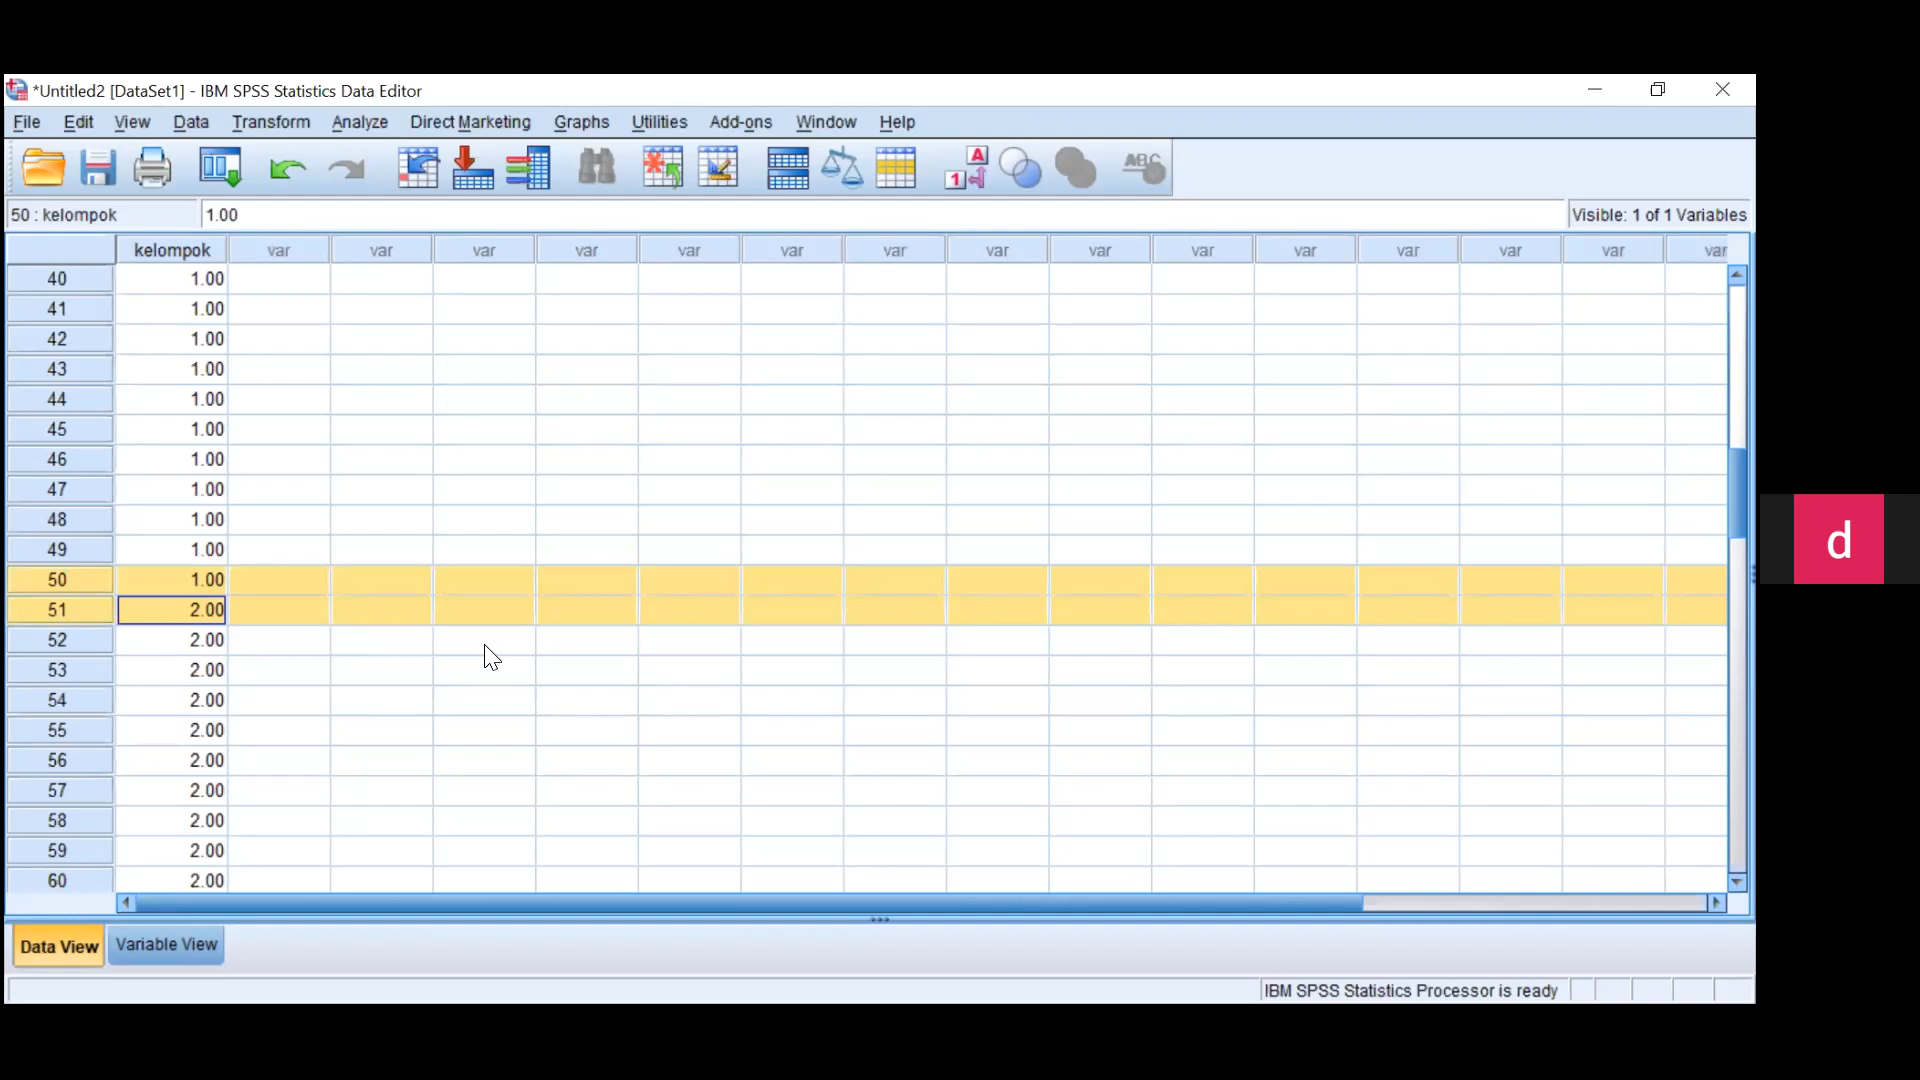 *Untitled2 [DataSet1] - IBM SPSS Statistics Data Editor
File Edit View Data Transform Analyze Direct Marketing Graphs Utilities Add-ons Window Help
A
1
ABC
50 : kelompok 1.00 Visible: 1 of 1 Variables
kelompok var var var var var var var var var var var var var var var
40 1.00
41 1.00
42 1.00
43 1.00
44 1.00
45 1.00
46 1.00
47 1.00
48 1.00
49 1.00
50 1.00
51 2.00
52 2.00
53 2.00
54 2.00
55 2.00
56 2.00
57 2.00
58 2.00
59 2.00
60 2.00
d
Data View Variable View
IBM SPSS Statistics Processor is ready